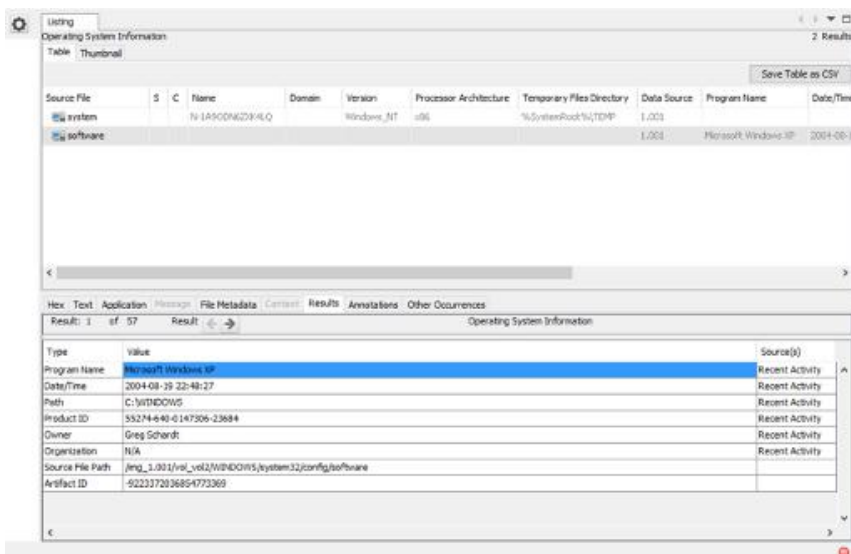 Listing
Operating System Information 2 Results
Table Thumbnail
Save Table as CSV
Source File S C Name Domain Version Processor Architecture Temporary Files Directory Data Source Program Name Date/Time
system Windows_NT x86 %SystemRoot%\TEMP 1.001
software 1.001 Microsoft Windows XP 2004-08-
Hex Text Application Message File Metadata Context Results Annotations Other Occurrences
Result: 1 of 57 Result Operating System Information
Type Value Source(s)
Program Name Microsoft Windows XP Recent Activity
Date/Time 2004-08-19 22:48:27 Recent Activity
Path C:\WINDOWS Recent Activity
Product ID 55274-640-0147306-23684 Recent Activity
Owner Greg Schardt Recent Activity
Organization N/A Recent Activity
Source File Path /img_1.001/vol_vol2/WINDOWS/system32/config/software
Artifact ID -9223372036854773369